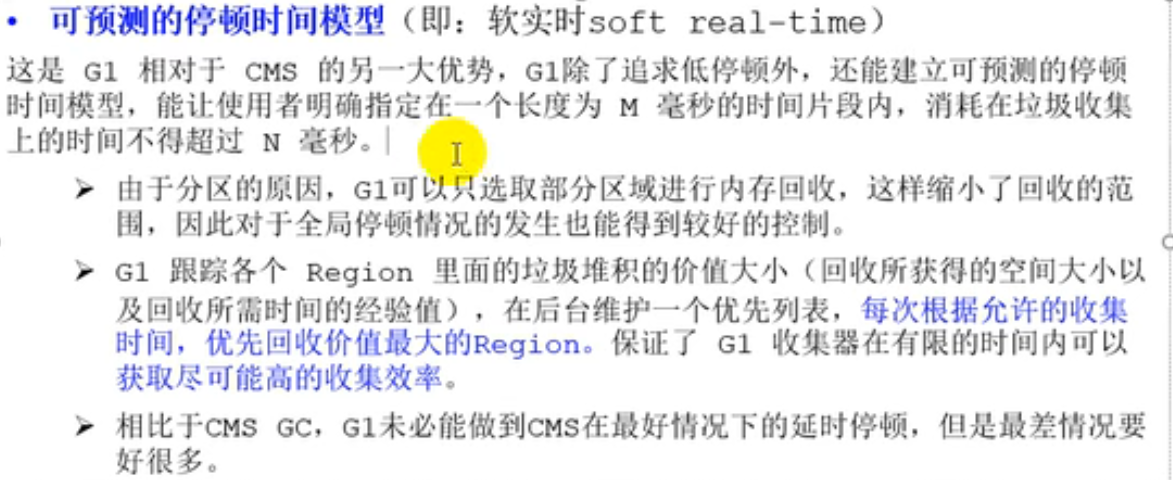 • 可预测的停顿时间模型（即：软实时soft real-time）
这是 G1 相对于 CMS 的另一大优势，G1除了追求低停顿外，还能建立可预测的停顿
时间模型，能让使用者明确指定在一个长度为 M 毫秒的时间片段内，消耗在垃圾收集
上的时间不得超过 N 毫秒。
➢ 由于分区的原因，G1可以只选取部分区域进行内存回收，这样缩小了回收的范
围，因此对于全局停顿情况的发生也能得到较好的控制。
➢ G1 跟踪各个 Region 里面的垃圾堆积的价值大小（回收所获得的空间大小以
及回收所需时间的经验值），在后台维护一个优先列表，每次根据允许的收集
时间，优先回收价值最大的Region。保证了 G1 收集器在有限的时间内可以
获取尽可能高的收集效率。
➢ 相比于CMS GC，G1未必能做到CMS在最好情况下的延时停顿，但是最差情况要
好很多。